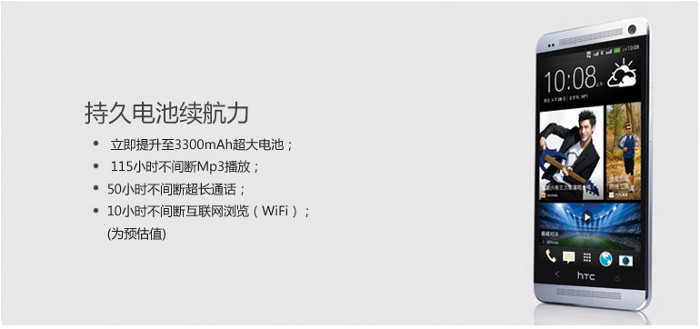 持久电池续航力
立即提升至3300mAh超大电池；
115小时不间断Mp3播放；
50小时不间断超长通话；
10小时不间断互联网浏览（WiFi）；
(为预估值)
10:08
10:08
hTC